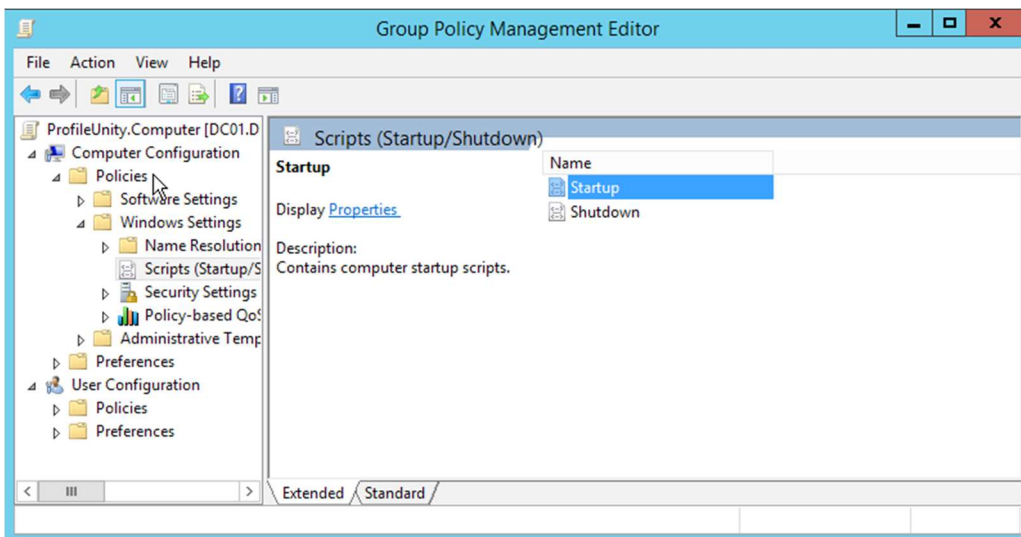 Group Policy Management Editor
File Action View Help
ProfileUnity.Computer [DC01.D
Computer Configuration
Policies
Software Settings
Windows Settings
Name Resolution
Scripts (Startup/S
Security Settings
Policy-based QoS
Administrative Temp
Preferences
User Configuration
Policies
Preferences
Scripts (Startup/Shutdown)
Startup
Display Properties
Description:
Contains computer startup scripts.
Name
Startup
Shutdown
Extended Standard